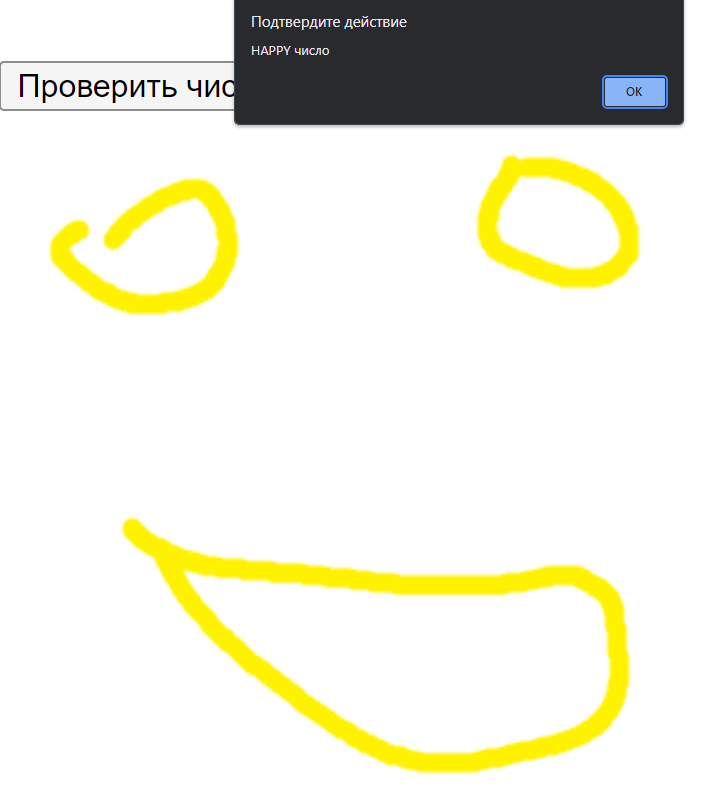 Подтвердите действие
HAPPY число
OK
Проверить чис